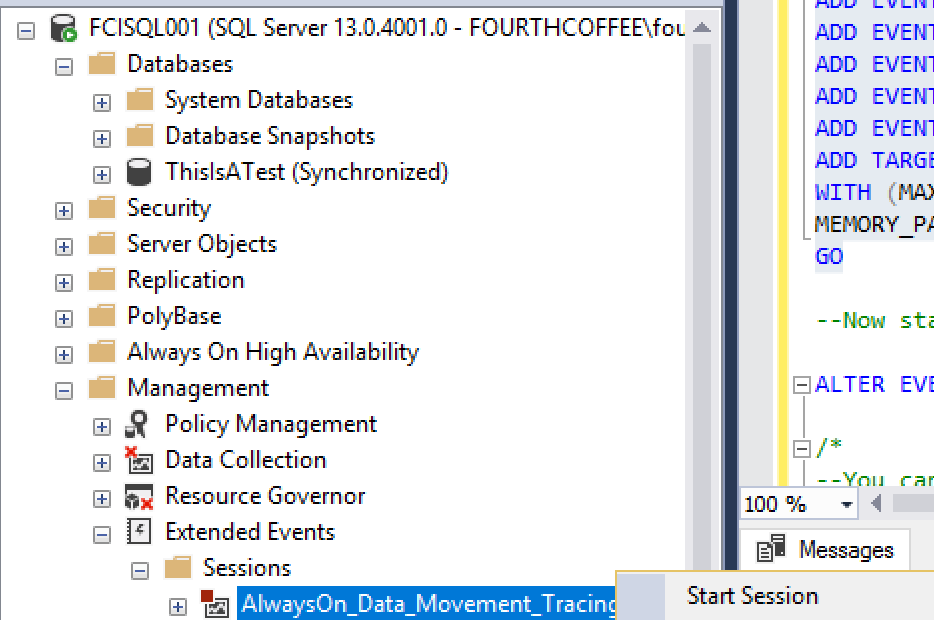 FCISQL001 (SQL Server 13.0.4001.0 - FOURTHCOFFEE\fou
Databases
System Databases
Database Snapshots
ThisIsATest (Synchronized)
Security
Server Objects
Replication
PolyBase
Always On High Availability
Management
Policy Management
Data Collection
Resource Governor
Extended Events
Sessions
AlwaysOn_Data_Movement_Tracing
ADD EVENT
ADD EVENT
ADD EVENT
ADD EVENT
ADD EVENT
ADD TARGE
WITH (MAX
MEMORY_PA
GO
--Now sta
ALTER EVE
/*
--You can
100 %
Messages
Start Session